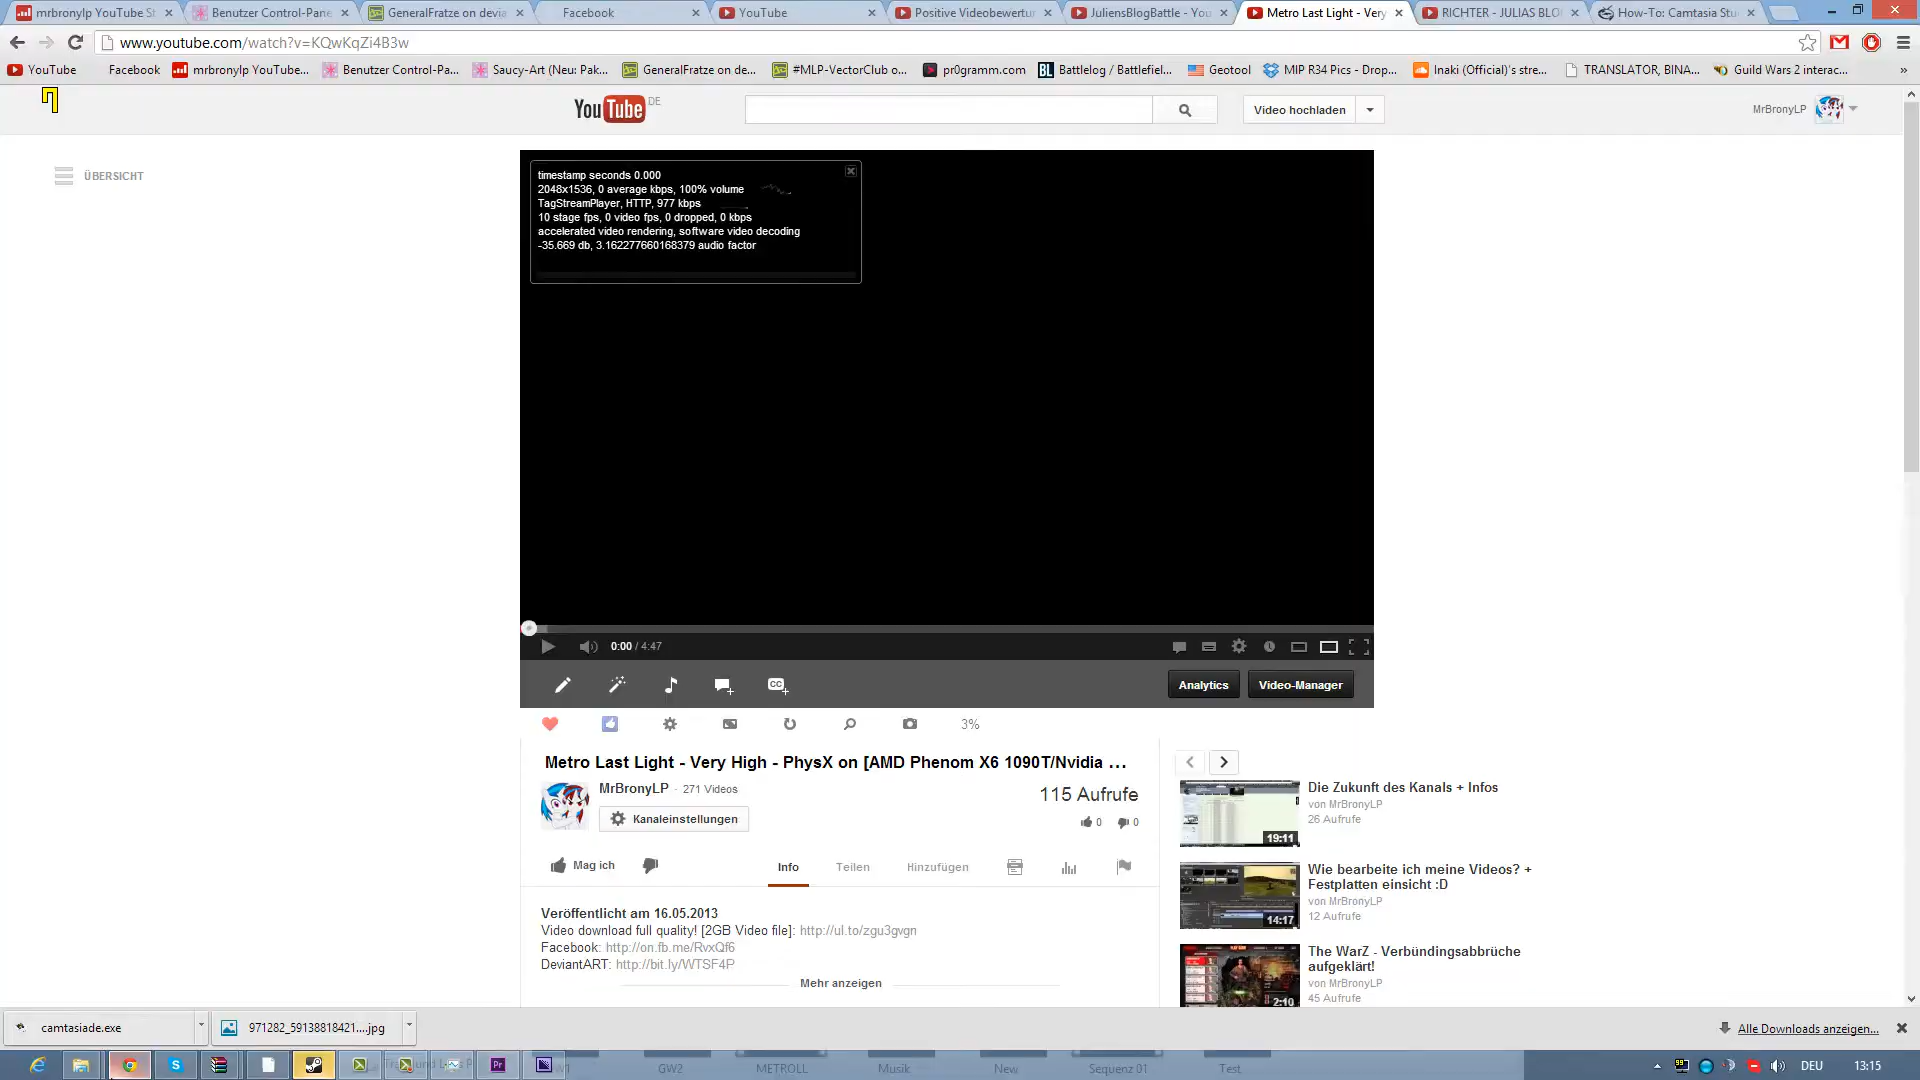 mrbronylp YouTube St
Benutzer Control-Pane
GeneralFratze on devia
Facebook
YouTube
Positive Videobewertun
JuliensBlogBattle - You
Metro Last Light - Very
RICHTER - JULIAS BLO
How-To: Camtasia Stu
www.youtube.com/watch?v=KQwKqZi4B3w
YouTube
Facebook
mrbronylp YouTube...
Benutzer Control-Pa...
Saucy-Art (Neu: Pak...
GeneralFratze on de...
#MLP-VectorClub o...
pr0gramm.com
Battlelog / Battlefiel...
Geotool
MIP R34 Pics - Drop...
Inaki (Official)'s stre...
TRANSLATOR, BINA...
Guild Wars 2 interac...
»
YouTube DE
Video hochladen
MrBronyLP
ÜBERSICHT
timestamp seconds 0.000
2048x1536, 0 average kbps, 100% volume
TagStreamPlayer, HTTP, 977 kbps
10 stage fps, 0 video fps, 0 dropped, 0 kbps
accelerated video rendering, software video decoding
-35.669 db, 3.162277660168379 audio factor
0:00 / 4:47
Analytics
Video-Manager
3%
Metro Last Light - Very High - PhysX on [AMD Phenom X6 1090T/Nvidia ...
MrBronyLP - 271 Videos
Kanaleinstellungen
115 Aufrufe
0 0
Mag ich
Info
Teilen
Hinzufügen
Veröffentlicht am 16.05.2013
Video download full quality! [2GB Video file]: http://ul.to/zgu3gvgn
Facebook: http://on.fb.me/RvxQf6
DeviantART: http://bit.ly/WTSF4P
Mehr anzeigen
Die Zukunft des Kanals + Infos
von MrBronyLP
26 Aufrufe
19:11
Wie bearbeite ich meine Videos? +
Festplatten einsicht :D
von MrBronyLP
12 Aufrufe
14:17
The WarZ - Verbündingsabbrüche
aufgeklärt!
von MrBronyLP
45 Aufrufe
2:10
camtasiade.exe
971282_59138818421....jpg
Alle Downloads anzeigen...
GW2
METROLL
Musik
New
Sequenz 01
Test
DEU
13:15